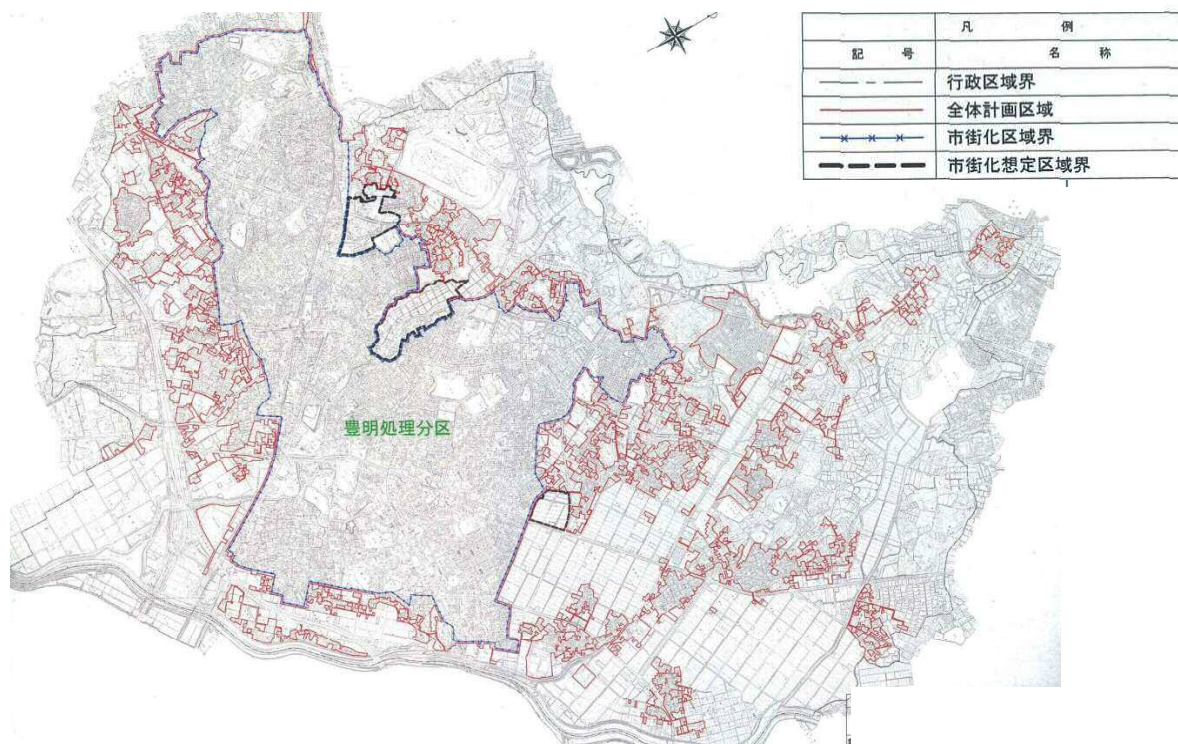 凡 例
記 号 名 称
行政区域界
全体計画区域
市街化区域界
市街化想定区域界
豊明処理分区